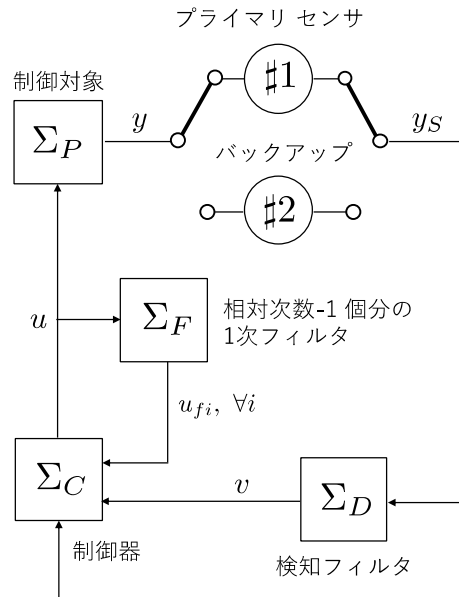 プライマリ センサ
制御対象
♯1
Σ_P
y
y_S
バックアップ
♯2
u
Σ_F
相対次数-1 個分の
1次フィルタ
u_{fi}, ∀i
Σ_C
v
Σ_D
制御器
検知フィルタ